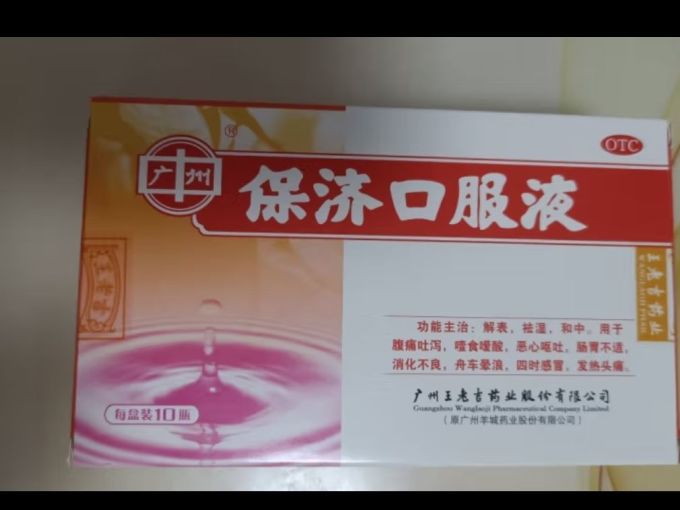 OTC
广州
®
保济口服液
王老吉药业
WANGLAOJI PHAR
功能主治：解表，祛湿，和中。用于
腹痛吐泻，噎食嗳酸，恶心呕吐，肠胃不适，
消化不良，舟车晕浪，四时感冒，发热头痛。
广州王老吉药业股份有限公司
Guangzhou Wanglaoji Pharmaceutical Company Limited
（原广州羊城药业股份有限公司）
每盒装10瓶